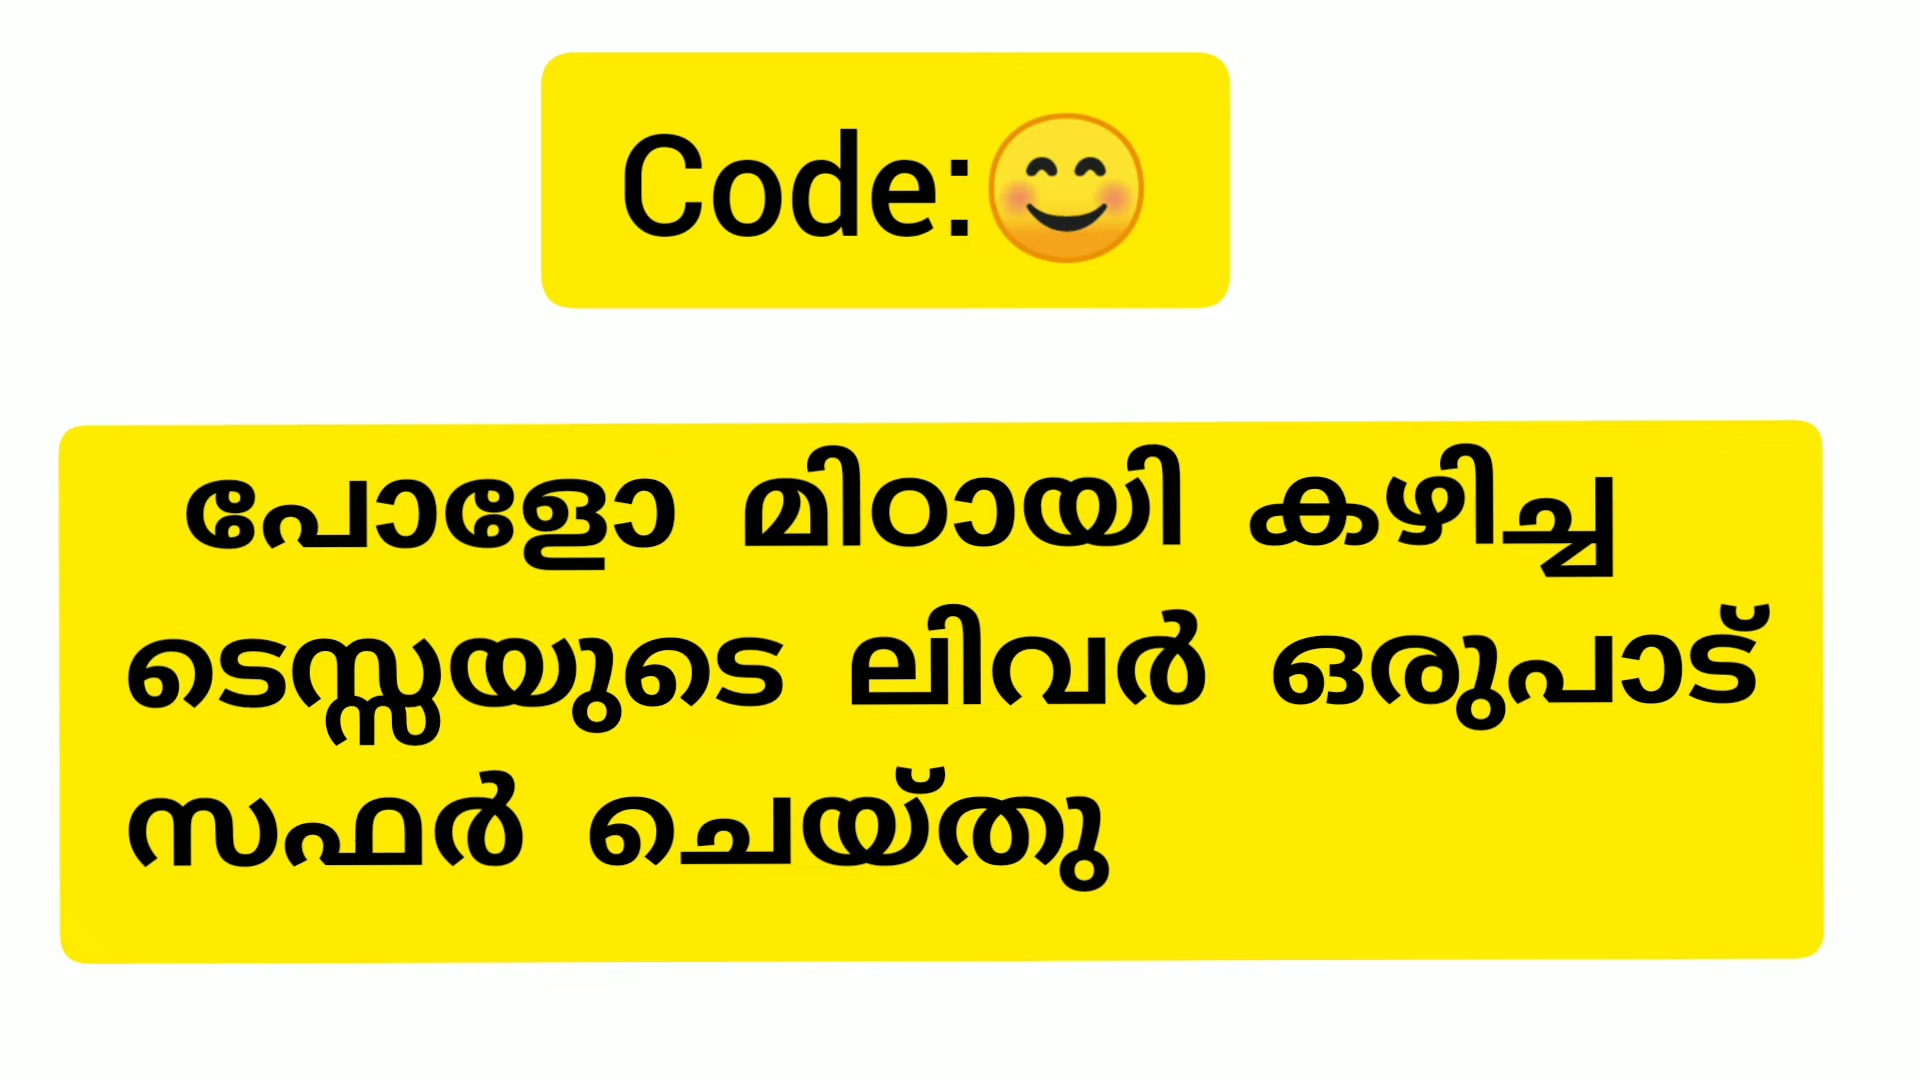 Code:😊
പോളോ മിഠായി കഴിച്ച
ടെസ്സയുടെ ലിവർ ഒരുപാട്
സഫർ ചെയ്തു